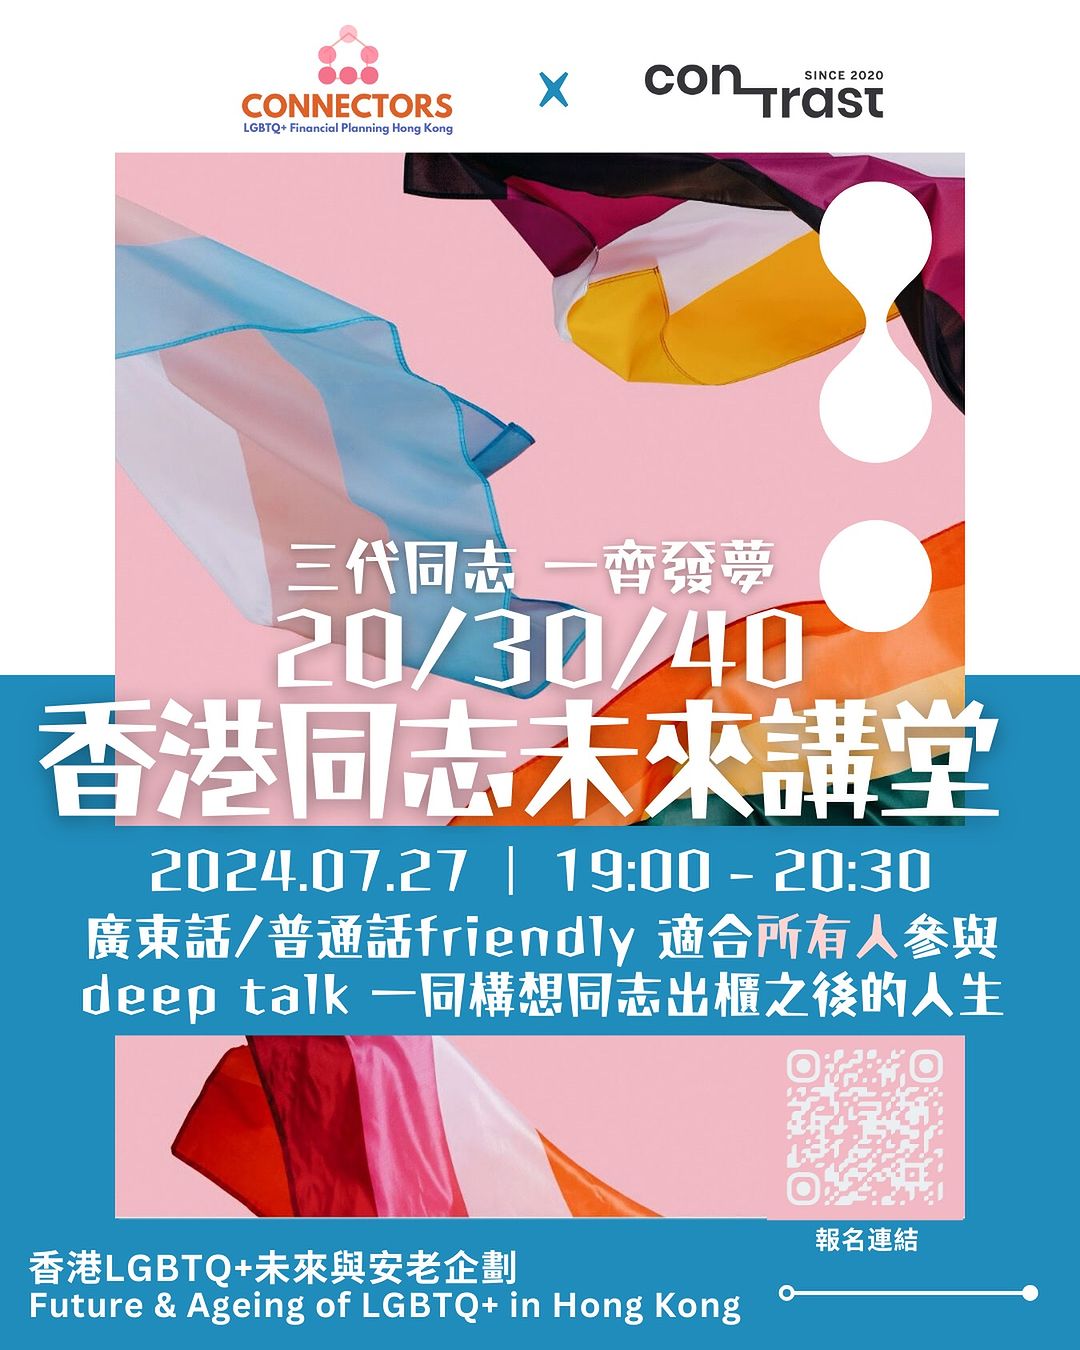 CONNECTORS
LGBTQ+ Financial Planning Hong Kong
SINCE 2020
contrast
三代同志 一齊發夢
20/30/40
香港同志未來講堂
2024.07.27 | 19:00 - 20:30
廣東話/普通話friendly 適合所有人參與
deep talk 一同構想同志出櫃之後的人生
報名連結
香港LGBTQ+未來與安老企劃
Future & Ageing of LGBTQ+ in Hong Kong